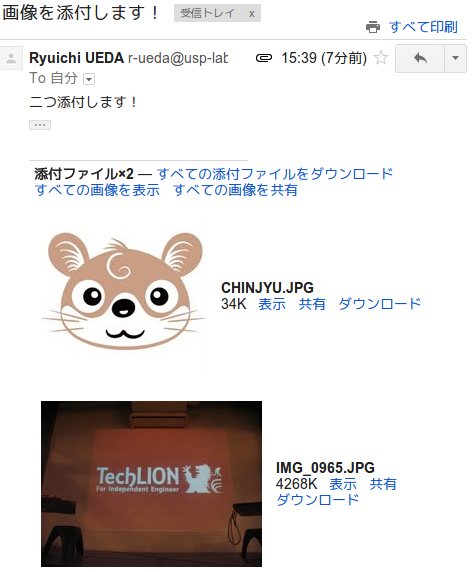 画像を添付します！ 受信トレイ x
すべて印刷
Ryuichi UEDA r-ueda@usp-lab 15:39 (7分前)
To 自分
二つ添付します！
添付ファイル×2 — すべての添付ファイルをダウンロード
すべての画像を表示 すべての画像を共有
CHINJYU.JPG
34K 表示 共有 ダウンロード
TechLION
For Independent Engineer
IMG_0965.JPG
4268K 表示 共有
ダウンロード